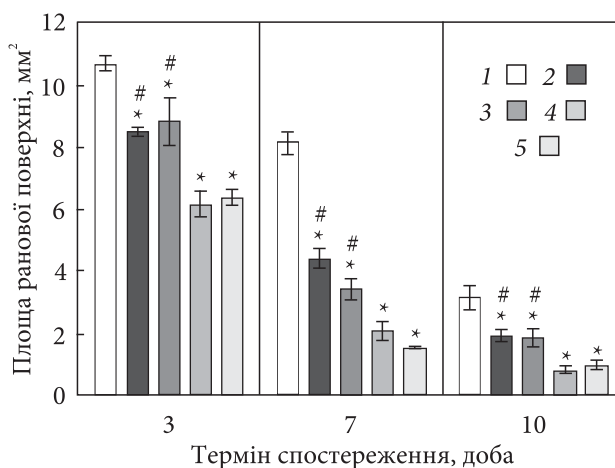 Площа ранової поверхні, мм²
12
10
8
6
4
2
0
1 2
3 4
5
# #
* * * *
# #
* * * *
# #
* * * *
3 7 10
Термін спостереження, доба